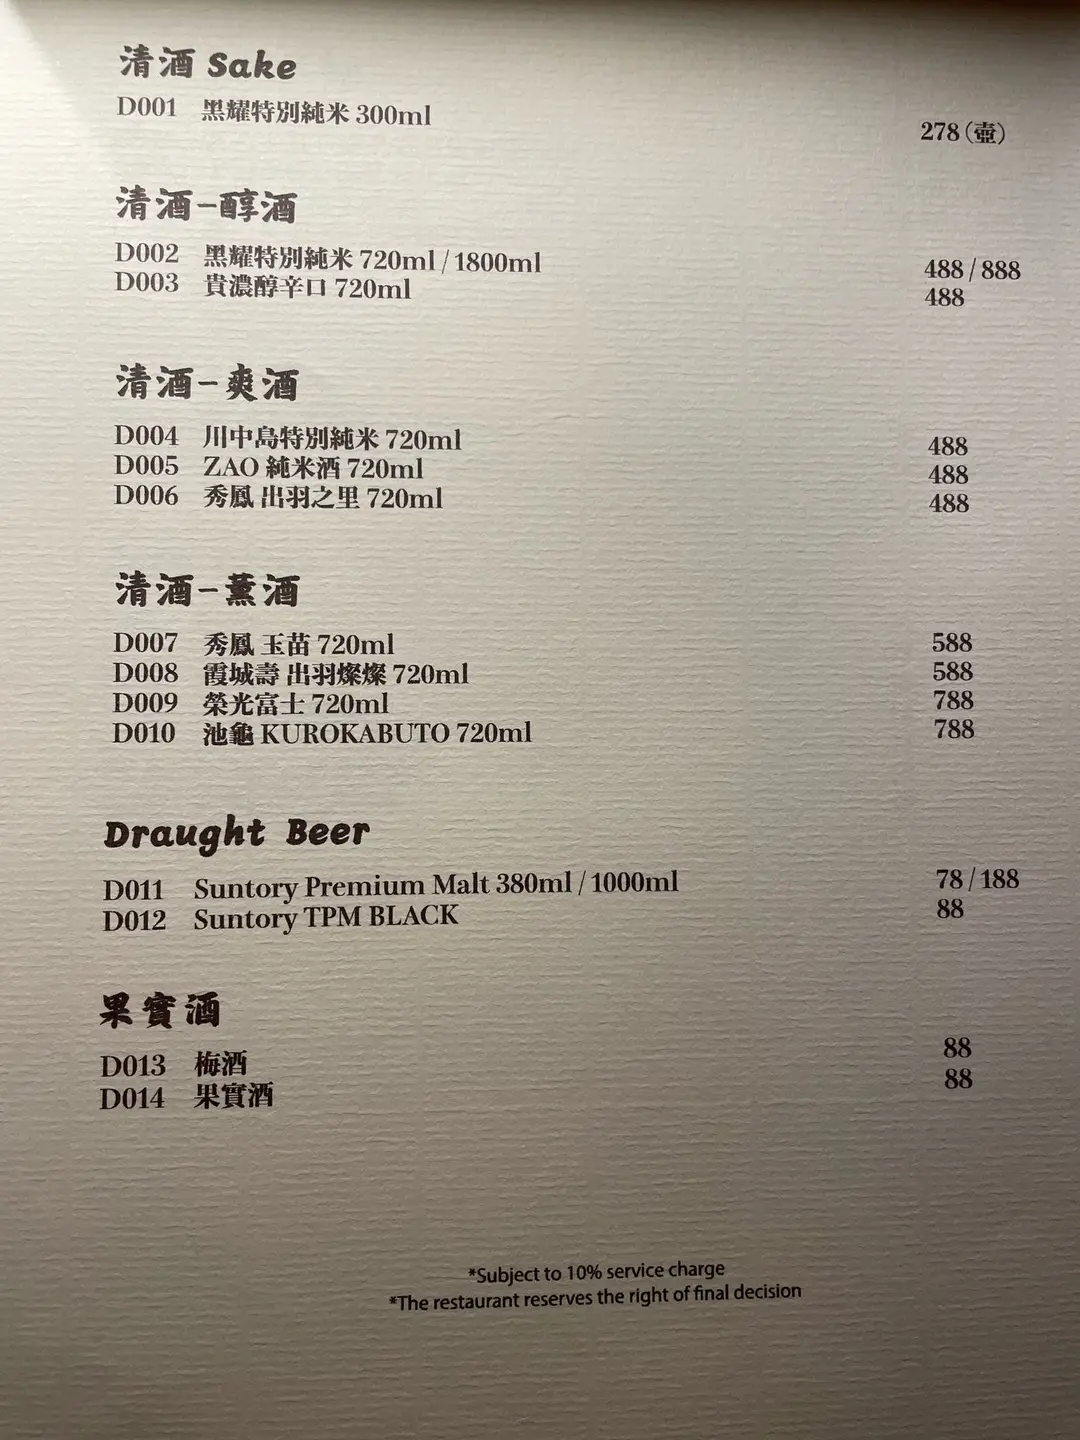 清酒 Sake
D001 黑耀特別純米 300ml 278(壺)
清酒-醇酒
D002 黑耀特別純米 720ml / 1800ml 488 / 888
D003 貴濃醇辛口 720ml 488
清酒-爽酒
D004 川中島特別純米 720ml 488
D005 ZAO 純米酒 720ml 488
D006 秀鳳 出羽之里 720ml 488
清酒-薰酒
D007 秀鳳 玉苗 720ml 588
D008 霞城壽 出羽燦燦 720ml 588
D009 榮光富士 720ml 788
D010 池龜 KUROKABUTO 720ml 788
Draught Beer
D011 Suntory Premium Malt 380ml / 1000ml 78 / 188
D012 Suntory TPM BLACK 88
果實酒
D013 梅酒 88
D014 果實酒 88
*Subject to 10% service charge
*The restaurant reserves the right of final decision